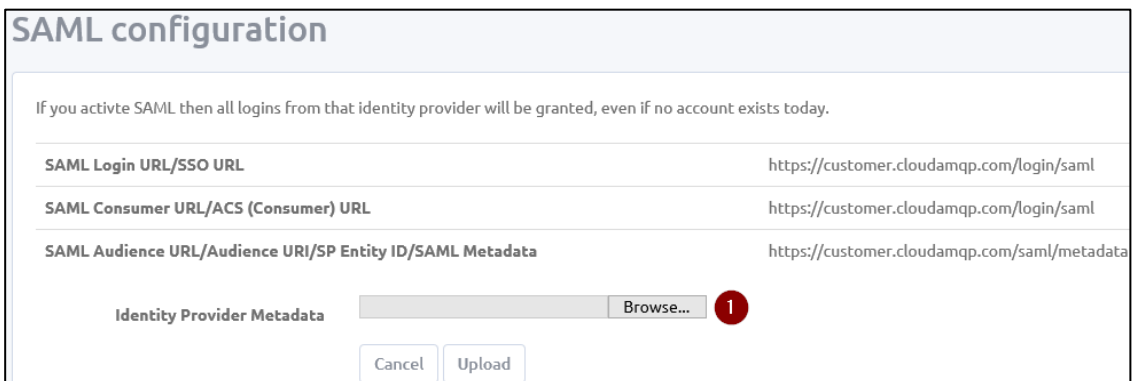 SAML configuration
If you activte SAML then all logins from that identity provider will be granted, even if no account exists today.
SAML Login URL/SSO URL https://customer.cloudamqp.com/login/saml
SAML Consumer URL/ACS (Consumer) URL https://customer.cloudamqp.com/login/saml
SAML Audience URL/Audience URI/SP Entity ID/SAML Metadata https://customer.cloudamqp.com/saml/metadata
Identity Provider Metadata Browse... 1
Cancel Upload